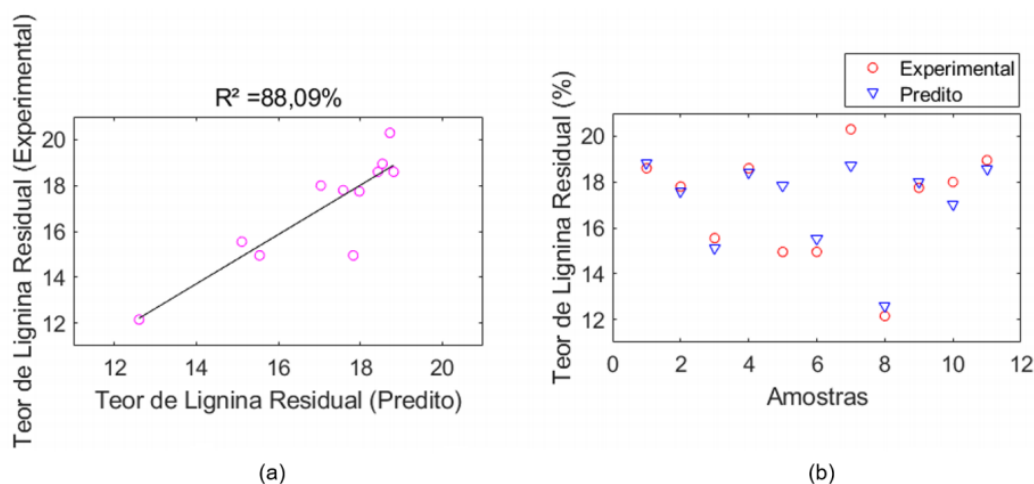 R² =88,09%
Teor de Lignina Residual (Experimental)
20
18
16
14
12
12
14
16
18
20
Teor de Lignina Residual (Predito)
(a)
Experimental
Predito
Teor de Lignina Residual (%)
20
18
16
14
12
0
2
4
6
8
10
12
Amostras
(b)